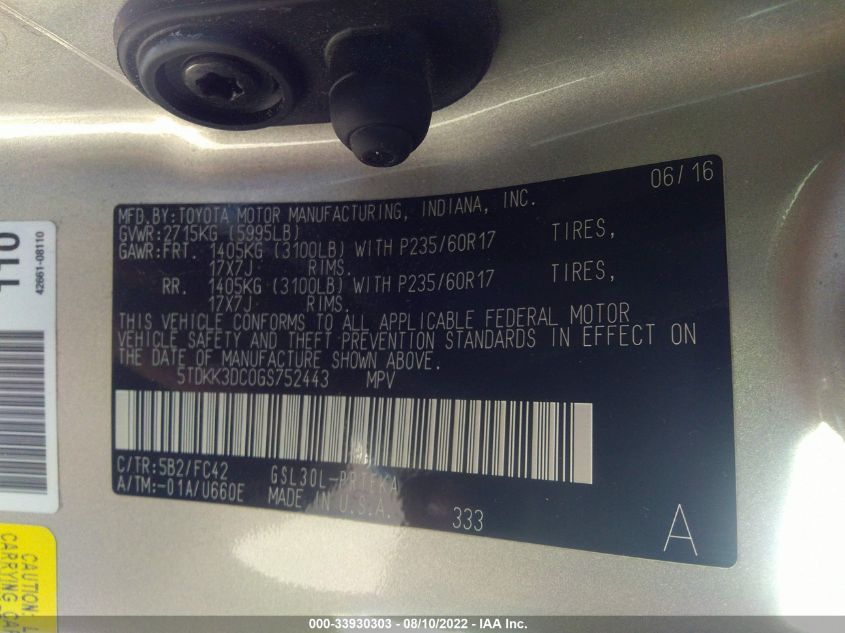 06/16
MFD.BY:TOYOTA MOTOR MANUFACTURING, INDIANA, INC.
GVWR:2715KG (5995LB)
GAWR:FRT. 1405KG (3100LB) WITH P235/60R17 TIRES,
17X7J RIMS.
RR. 1405KG (3100LB) WITH P235/60R17 TIRES,
17X7J RIMS.
THIS VEHICLE CONFORMS TO ALL APPLICABLE FEDERAL MOTOR
VEHICLE SAFETY AND THEFT PREVENTION STANDARDS IN EFFECT ON
THE DATE OF MANUFACTURE SHOWN ABOVE.
5TDKK3DC0GS752443 MPV
C/TR:5B2/FC42 GSL30L-PRTFKA
A/TM:-01A/U660E MADE IN U.S.A.
333
A
42661-08110
CAUTION:
CARRYING
000-33930303 - 08/10/2022 - IAA Inc.